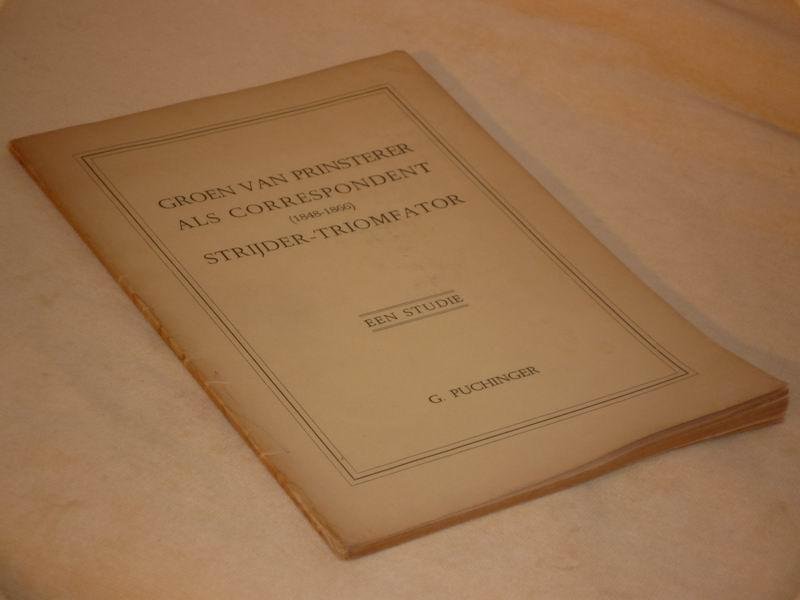 GROEN VAN PRINSTERER
ALS CORRESPONDENT
(1848-1866)
STRIJDER-TRIOMFATOR
EEN STUDIE
G. PUCHINGER